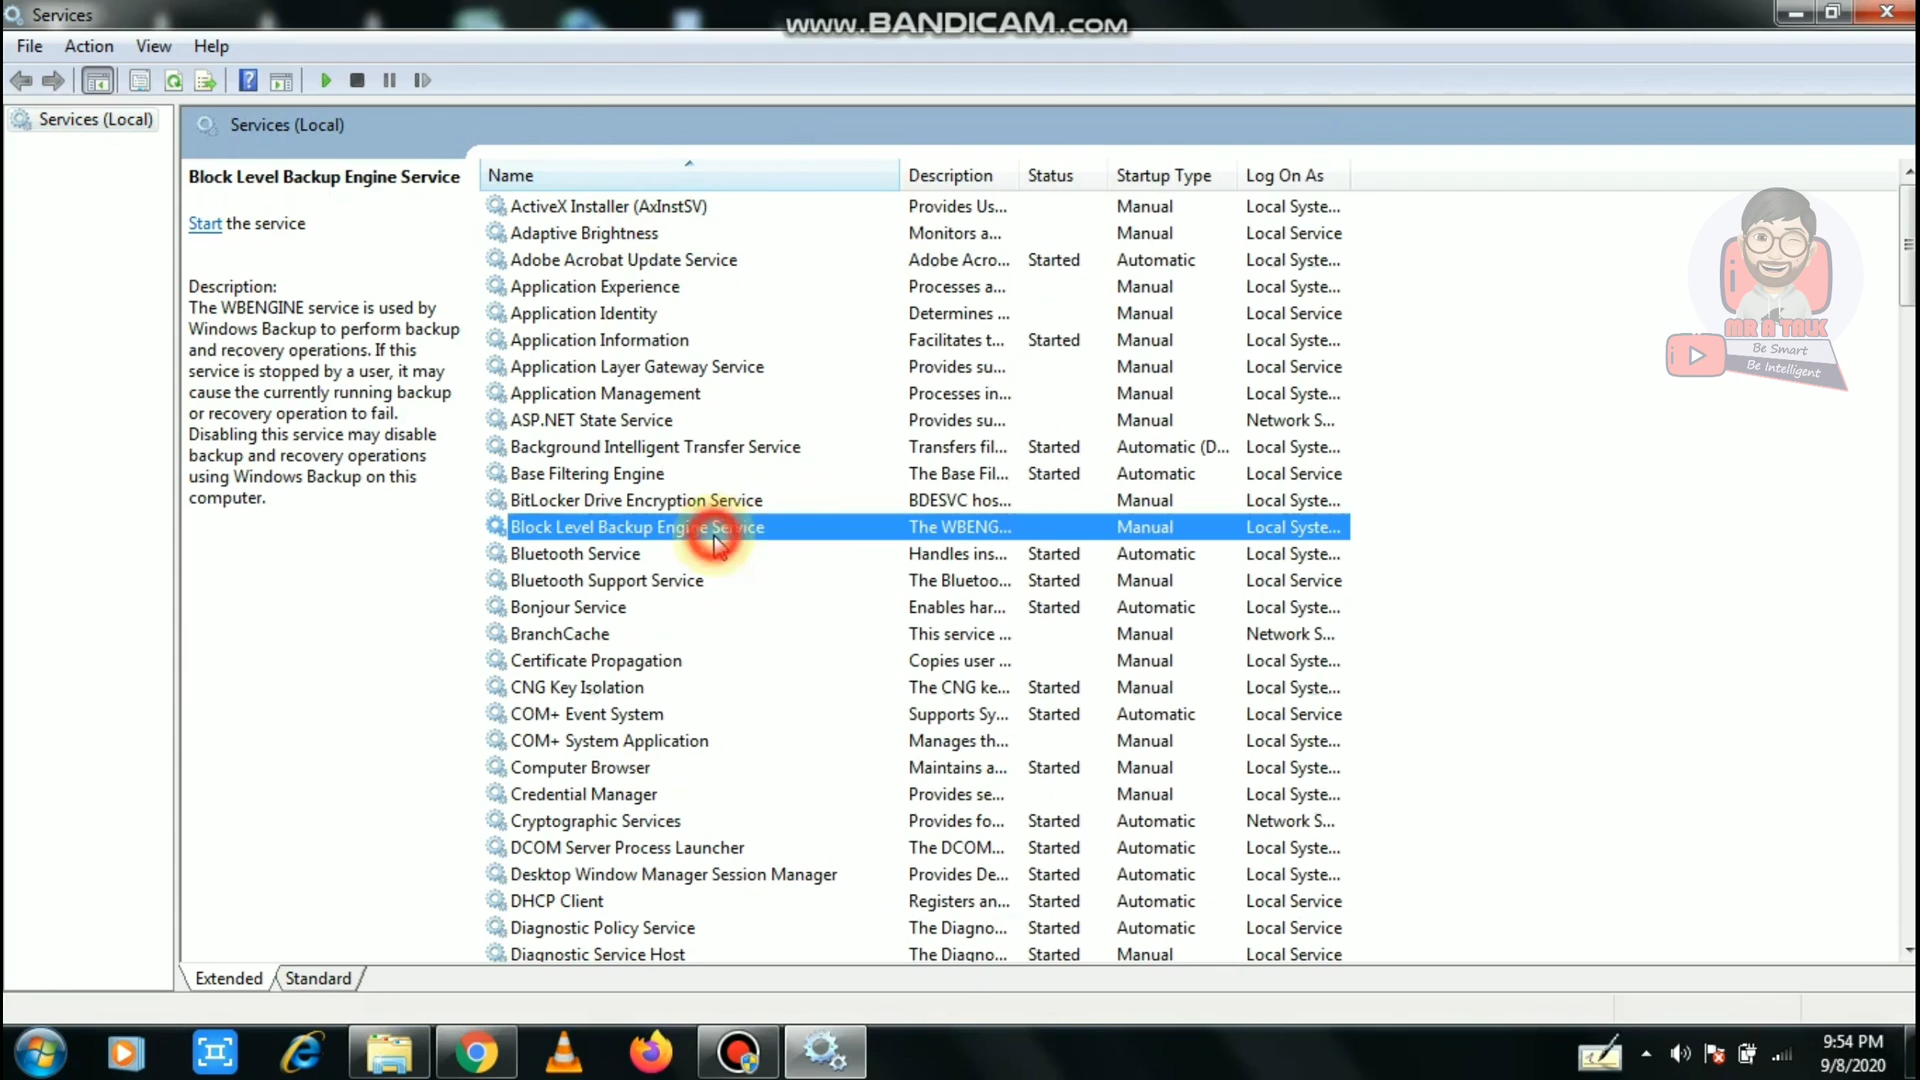 Services
www.BANDICAM.com
File Action View Help
Services (Local)
Services (Local)
Block Level Backup Engine Service
Start the service
Description:
The WBENGINE service is used by
Windows Backup to perform backup
and recovery operations. If this
service is stopped by a user, it may
cause the currently running backup
or recovery operation to fail.
Disabling this service may disable
backup and recovery operations
using Windows Backup on this
computer.
Name Description Status Startup Type Log On As
ActiveX Installer (AxInstSV) Provides Us... Manual Local Syste...
Adaptive Brightness Monitors a... Manual Local Service
Adobe Acrobat Update Service Adobe Acro... Started Automatic Local Syste...
Application Experience Processes a... Manual Local Syste...
Application Identity Determines ... Manual Local Service
Application Information Facilitates t... Started Manual Local Syste...
Application Layer Gateway Service Provides su... Manual Local Service
Application Management Processes in... Manual Local Syste...
ASP.NET State Service Provides su... Manual Network S...
Background Intelligent Transfer Service Transfers fil... Started Automatic (D... Local Syste...
Base Filtering Engine The Base Fil... Started Automatic Local Service
BitLocker Drive Encryption Service BDESVC hos... Manual Local Syste...
Block Level Backup Engine Service The WBENG... Manual Local Syste...
Bluetooth Service Handles ins... Started Automatic Local Syste...
Bluetooth Support Service The Bluetoo... Started Manual Local Service
Bonjour Service Enables har... Started Automatic Local Syste...
BranchCache This service ... Manual Network S...
Certificate Propagation Copies user ... Manual Local Syste...
CNG Key Isolation The CNG ke... Started Manual Local Syste...
COM+ Event System Supports Sy... Started Automatic Local Service
COM+ System Application Manages th... Manual Local Syste...
Computer Browser Maintains a... Started Manual Local Syste...
Credential Manager Provides se... Manual Local Syste...
Cryptographic Services Provides fo... Started Automatic Network S...
DCOM Server Process Launcher The DCOM... Started Automatic Local Syste...
Desktop Window Manager Session Manager Provides De... Started Automatic Local Syste...
DHCP Client Registers an... Started Automatic Local Service
Diagnostic Policy Service The Diagno... Started Automatic Local Service
Diagnostic Service Host The Diagno... Started Manual Local Service
MR A TALK
Be Smart
Be Intelligent
Extended Standard
9:54 PM
9/8/2020